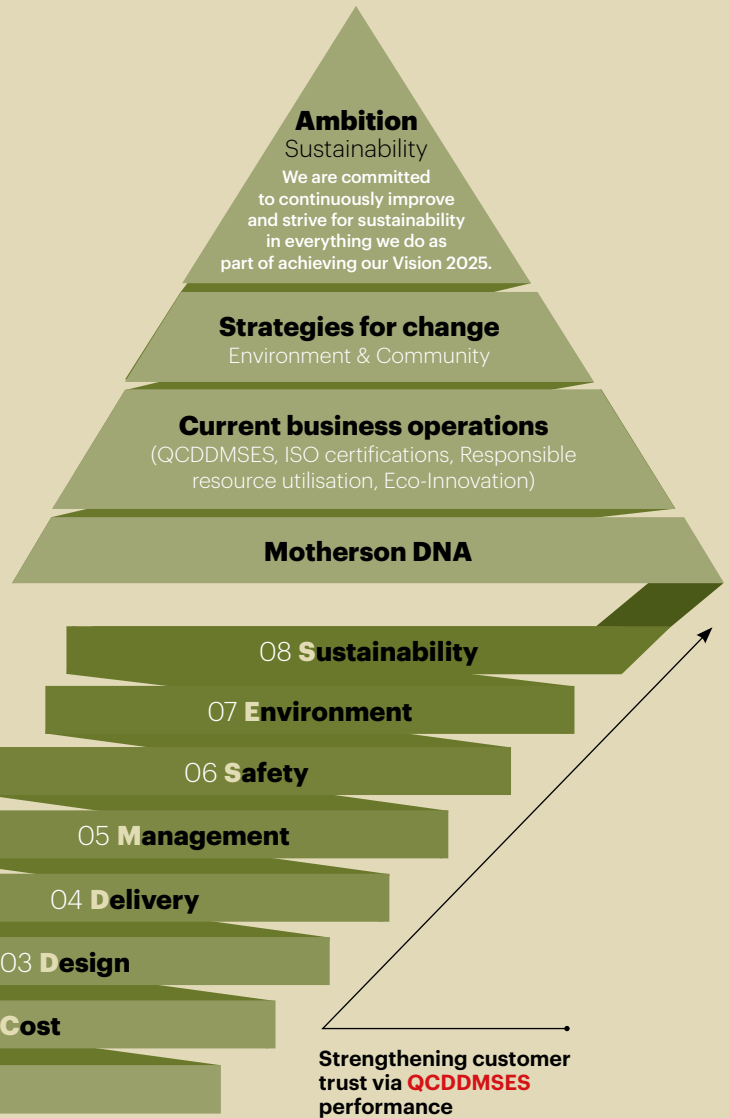 Ambition
Sustainability
We are committed
to continuously improve
and strive for sustainability
in everything we do as
part of achieving our Vision 2025.
Strategies for change
Environment & Community
Current business operations
(QCDDMSES, ISO certifications, Responsible
resource utilisation, Eco-Innovation)
Motherson DNA
08 Sustainability
07 Environment
06 Safety
05 Management
04 Delivery
03 Design
Cost
Strengthening customer
trust via QCDDMSES
performance